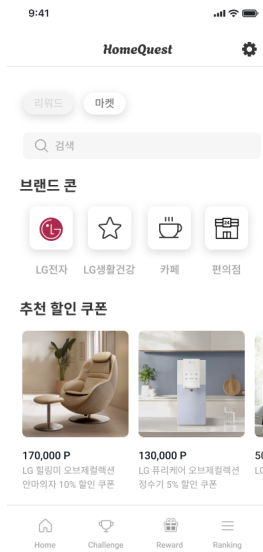 9:41
HomeQuest
리워드 마켓
검색
브랜드 콘
LG전자 LG생활건강 카페 편의점
추천 할인 쿠폰
170,000 P 130,000 P 50
LG 힐링미 오브제컬렉션 LG 퓨리케어 오브제컬렉션 LG
안마의자 10% 할인 쿠폰 정수기 5% 할인 쿠폰
Home Challenge Reward Ranking